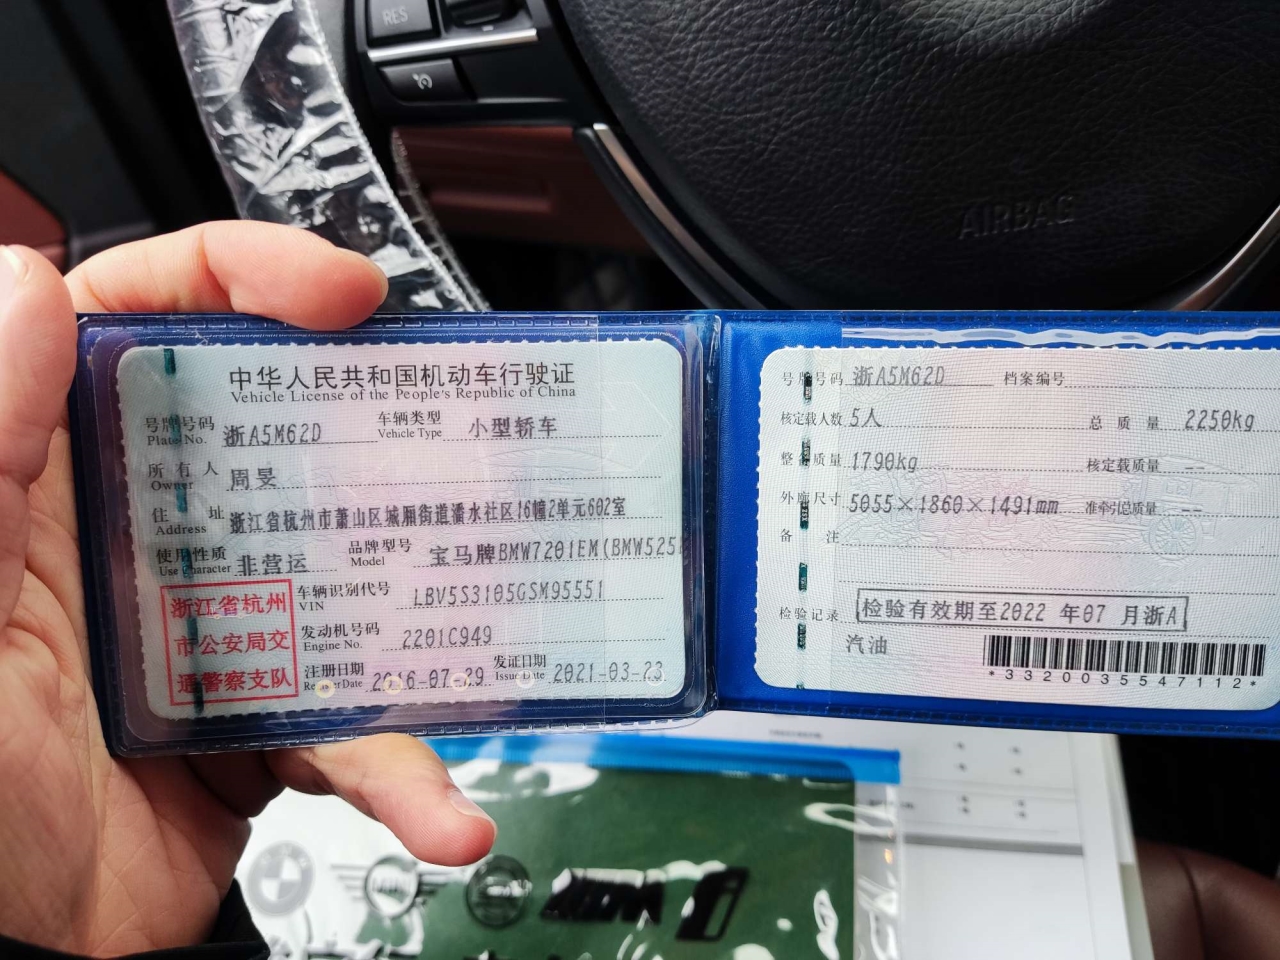 RES
AIRBAG
中华人民共和国机动车行驶证
Vehicle License of the People's Republic of China
号牌号码 浙A5M62D 车辆类型 小型轿车
Plate No. Vehicle Type
所有人 周旻
Owner
住址 浙江省杭州市萧山区城厢街道潘水社区16幢2单元602室
Address
使用性质 非营运 品牌型号 宝马牌BMW7201EM(BMW525
Use Character Model
浙江省杭州
市公安局交
通警察支队
车辆识别代号 LBV5S3105GSM95551
VIN
发动机号码 2201C949
Engine No.
注册日期 2016-07-29 发证日期 2021-03-23
Register Date Issue Date
号牌号码 浙A5M62D 档案编号
核定载人数 5人 总质量 2250kg
整备质量 1790kg 核定载质量 --
外廓尺寸 5055×1860×1491mm 准牵引总质量 --
备注
检验记录 检验有效期至2022 年07 月浙A
汽油
*3320035547112*